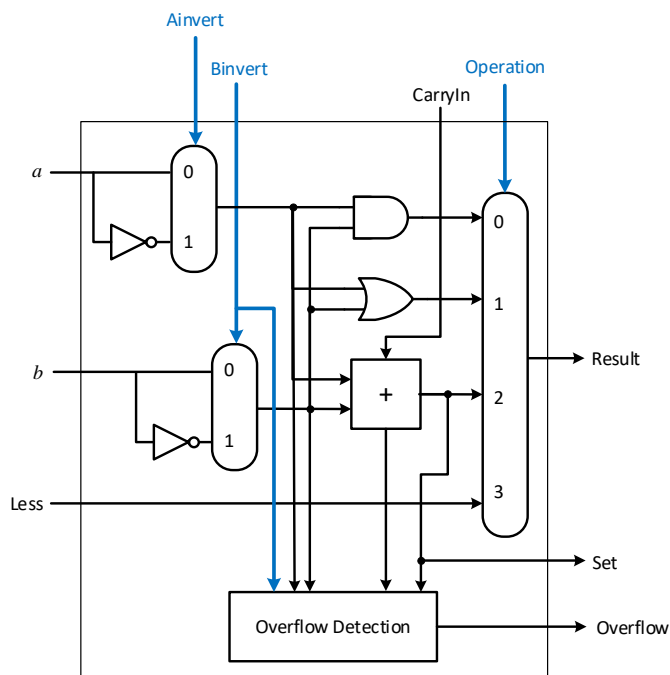 Ainvert
Binvert
Operation
CarryIn
a
0
1
0
1
b
0
1
+
2
Result
Less
3
Set
Overflow Detection
Overflow